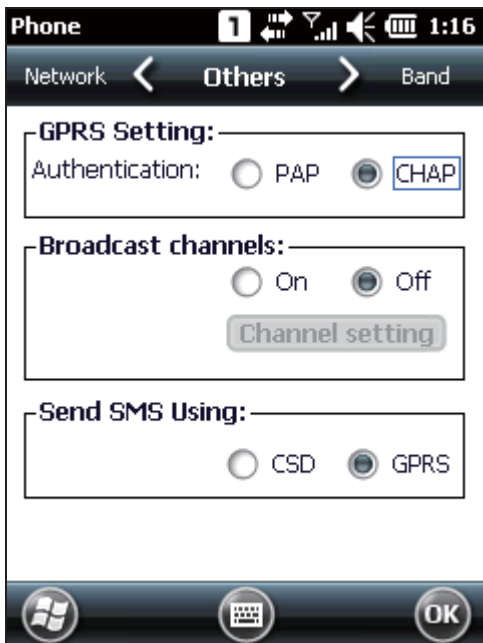 Phone 1 1:16
Network Others Band
GPRS Setting:
Authentication: PAP CHAP
Broadcast channels:
On Off
Channel setting
Send SMS Using:
CSD GPRS
OK